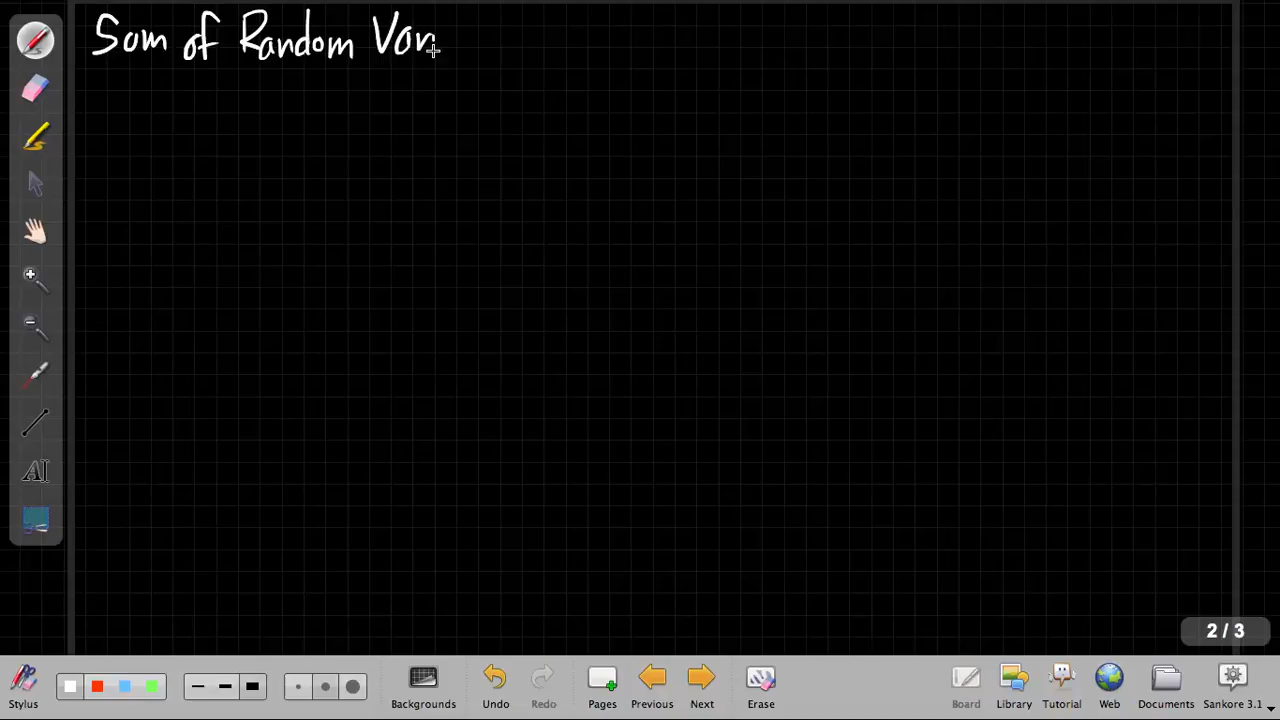 Sum of Random Var
2 / 3
Stylus
Backgrounds
Undo
Redo
Pages
Previous
Next
Erase
Board
Library
Tutorial
Web
Documents
Sankore 3.1
AI